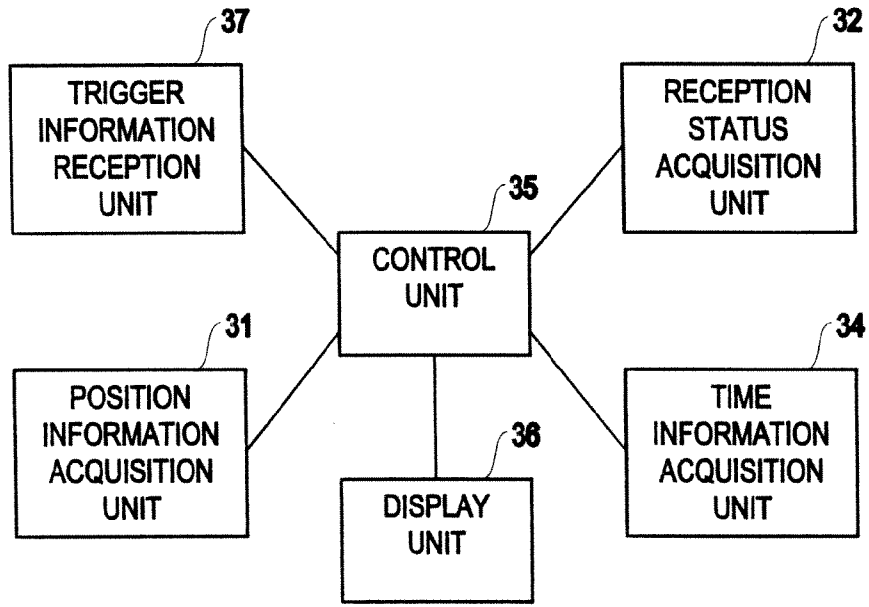 37
TRIGGER
INFORMATION
RECEPTION
UNIT
32
RECEPTION
STATUS
ACQUISITION
UNIT
35
CONTROL
UNIT
31
POSITION
INFORMATION
ACQUISITION
UNIT
34
TIME
INFORMATION
ACQUISITION
UNIT
36
DISPLAY
UNIT